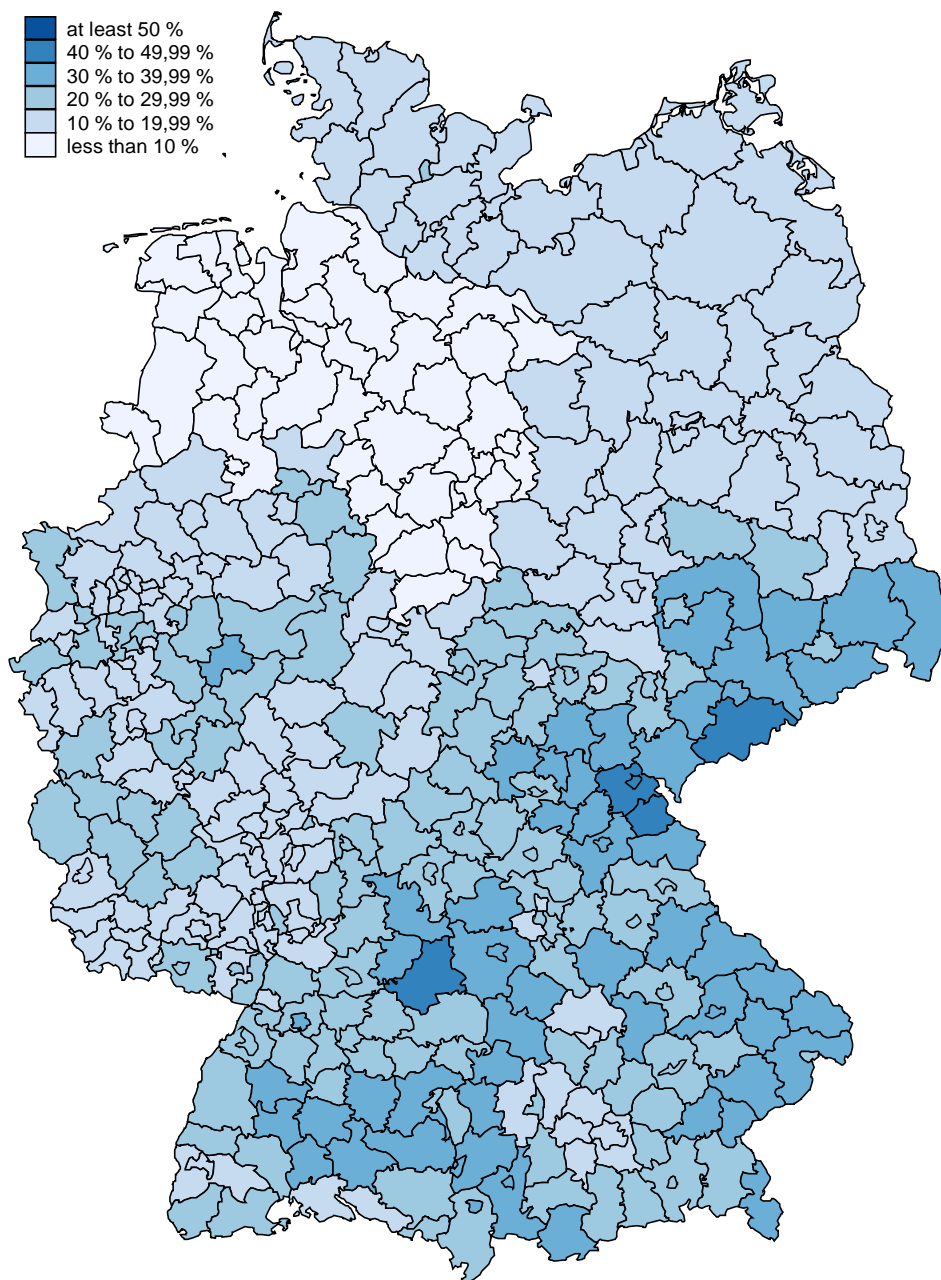 at least 50 %
40 % to 49,99 %
30 % to 39,99 %
20 % to 29,99 %
10 % to 19,99 %
less than 10 %